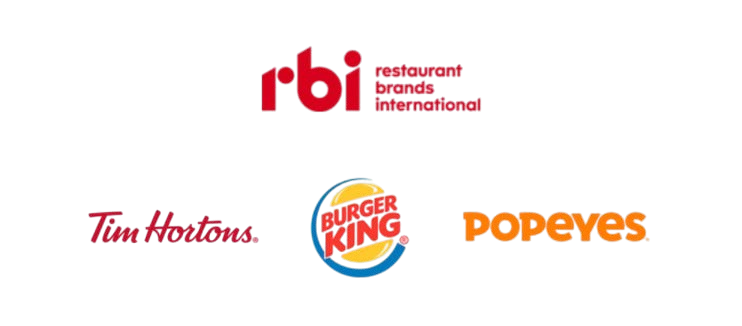 rbi
restaurant
brands
international
Tim Hortons®
BURGER
KING®
POPEYES